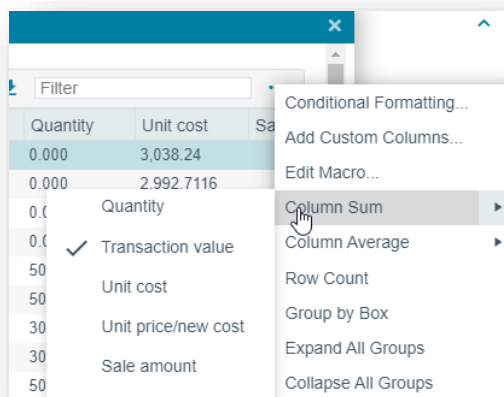 Filter
Quantity Unit cost
0.000 3,038.24
0.000 2,992.7116
Conditional Formatting...
Add Custom Columns...
Edit Macro...
Column Sum
Column Average
Row Count
Group by Box
Expand All Groups
Collapse All Groups
Quantity
Transaction value
Unit cost
Unit price/new cost
Sale amount